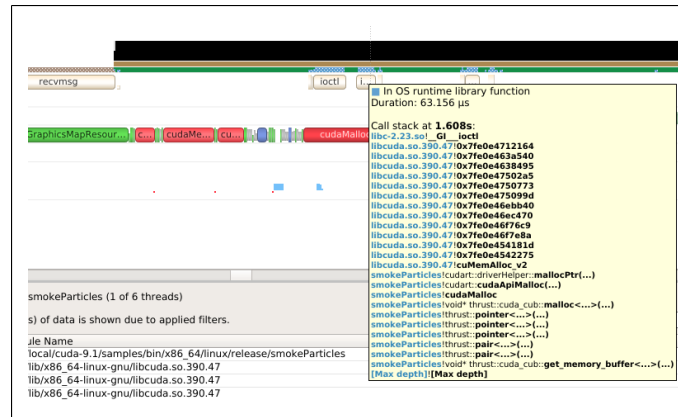 recvmsg
ioctl
i...
GraphicsMapResour...
c...
cudaMe...
cu...
cudaMalloc
In OS runtime library function
Duration: 63.156 µs
Call stack at 1.608s:
libc-2.23.so!__GI___ioctl
libcuda.so.390.47!0x7fe0e4712164
libcuda.so.390.47!0x7fe0e463a540
libcuda.so.390.47!0x7fe0e4638495
libcuda.so.390.47!0x7fe0e47502a5
libcuda.so.390.47!0x7fe0e4750773
libcuda.so.390.47!0x7fe0e475099d
libcuda.so.390.47!0x7fe0e46ebb40
libcuda.so.390.47!0x7fe0e46ec470
libcuda.so.390.47!0x7fe0e46f76c9
libcuda.so.390.47!0x7fe0e46f7e8a
libcuda.so.390.47!0x7fe0e454181d
libcuda.so.390.47!0x7fe0e4542275
libcuda.so.390.47!cuMemAlloc_v2
smokeParticles!cudart::driverHelper::mallocPtr(...)
smokeParticles!cudart::cudaApiMalloc(...)
smokeParticles!cudaMalloc
smokeParticles!void* thrust::cuda_cub::malloc<...>(...)
smokeParticles!thrust::pointer<...>(...)
smokeParticles!thrust::pointer<...>(...)
smokeParticles!thrust::pointer<...>(...)
smokeParticles!thrust::pair<...>(...)
smokeParticles!thrust::pair<...>(...)
smokeParticles!void* thrust::cuda_cub::get_memory_buffer<...>(...)
[Max depth]![Max depth]
smokeParticles (1 of 6 threads)
s) of data is shown due to applied filters.
ule Name
local/cuda-9.1/samples/bin/x86_64/linux/release/smokeParticles
lib/x86_64-linux-gnu/libcuda.so.390.47
lib/x86_64-linux-gnu/libcuda.so.390.47
lib/x86_64-linux-gnu/libcuda.so.390.47